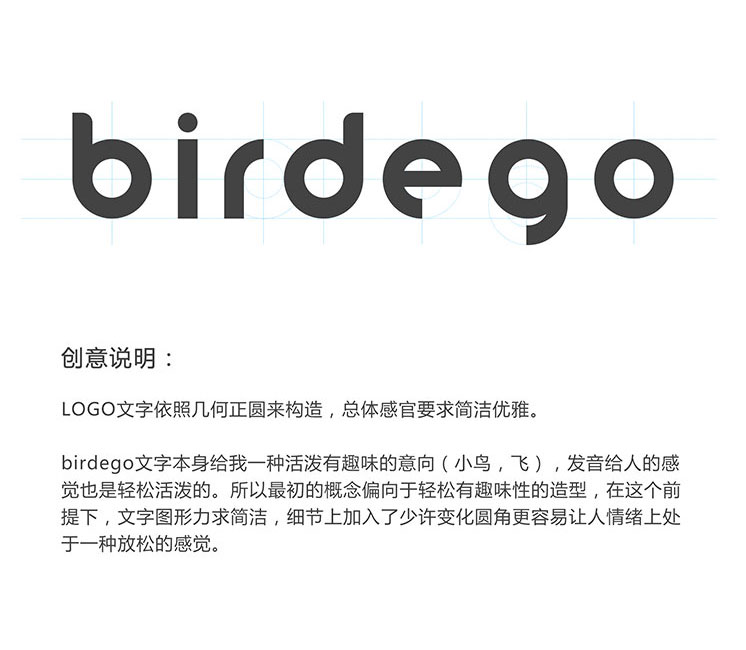 birdego
创意说明：
LOGO文字依照几何正圆来构造，总体感官要求简洁优雅。
birdego文字本身给我一种活泼有趣味的意向（小鸟，飞），发音给人的感
觉也是轻松活泼的。所以最初的概念偏向于轻松有趣味性的造型，在这个前
提下，文字图形力求简洁，细节上加入了少许变化圆角更容易让人情绪上处
于一种放松的感觉。